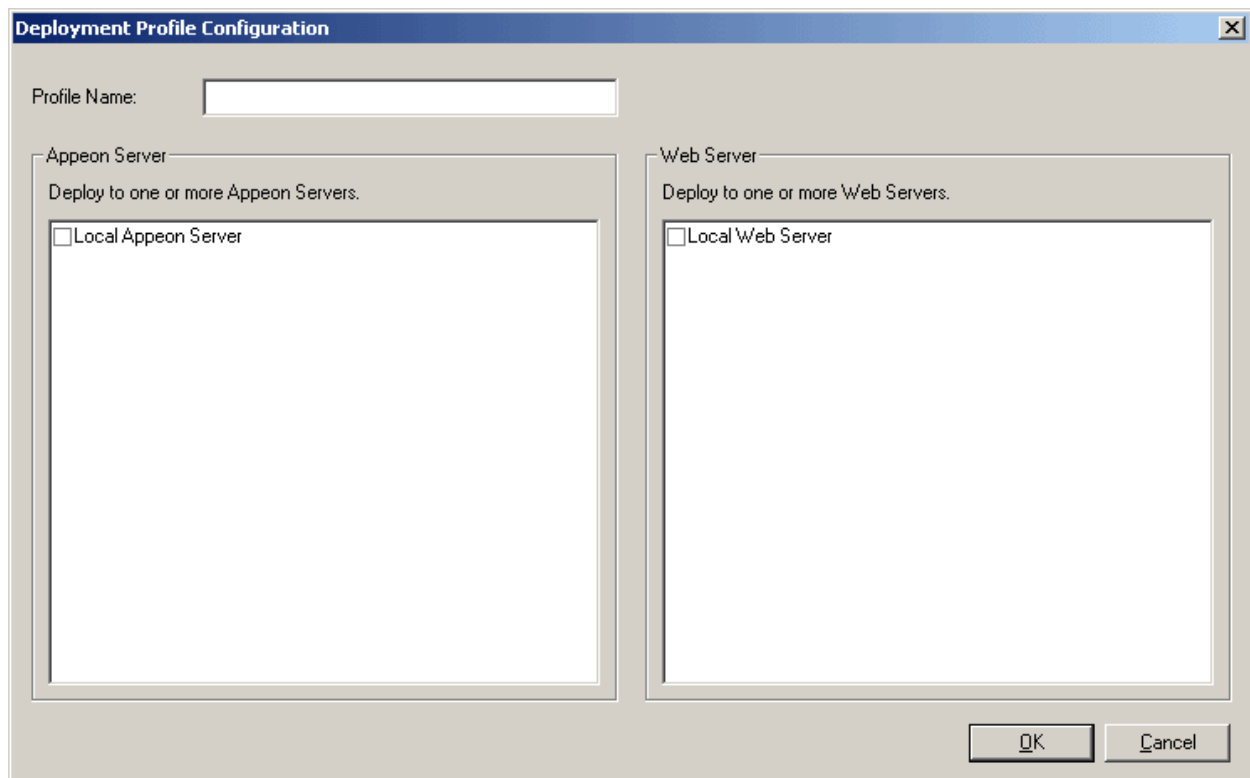 Deployment Profile Configuration
Profile Name:
Appeon Server
Deploy to one or more Appeon Servers.
Local Appeon Server
Web Server
Deploy to one or more Web Servers.
Local Web Server
OK
Cancel